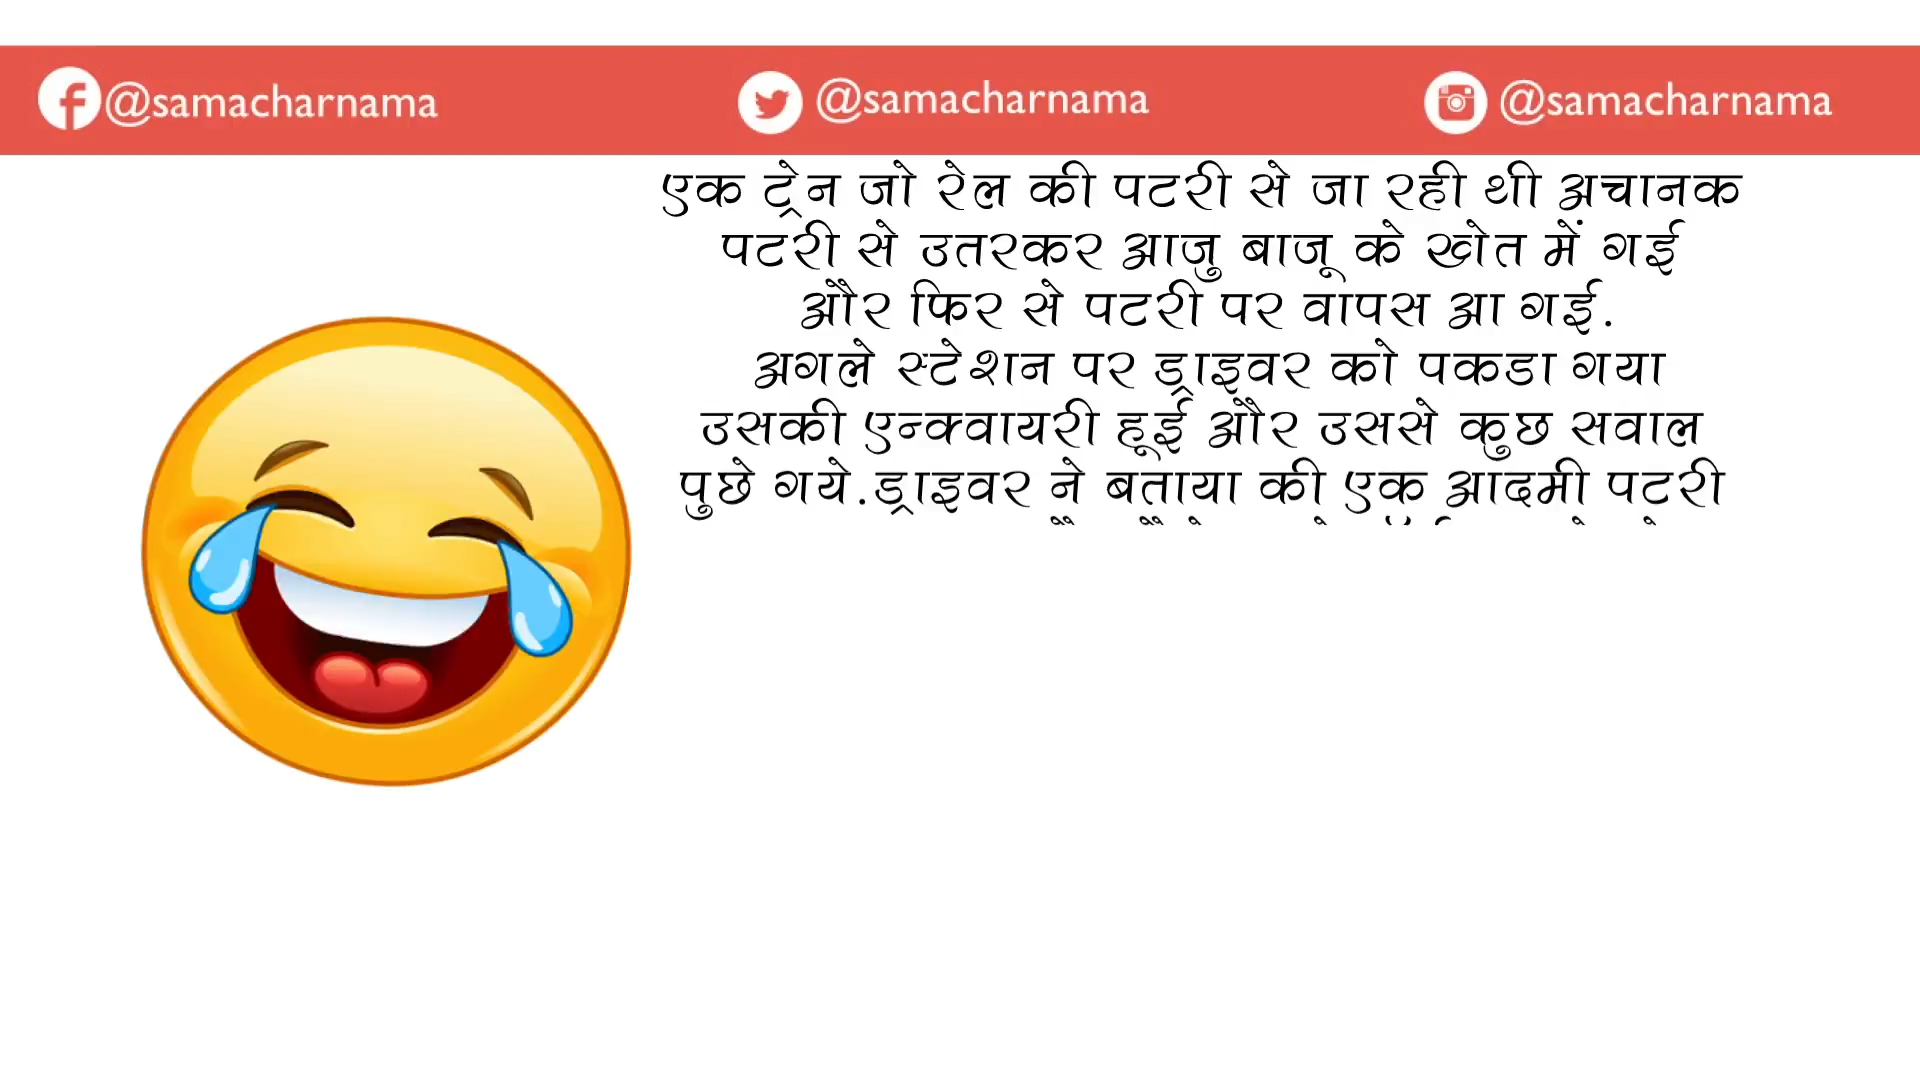 @samacharnama @samacharnama @samacharnama
एक ट्रेन जो रेल की पटरी से जा रही थी अचानक
पटरी से उतरकर आजु बाजू के खेत में गई
और फिर से पटरी पर वापस आ गई.
अगले स्टेशन पर ड्राइवर को पकडा गया
उसकी एन्क्वायरी हूई और उससे कुछ सवाल
पुछे गये.ड्राइवर ने बताया की एक आदमी पटरी